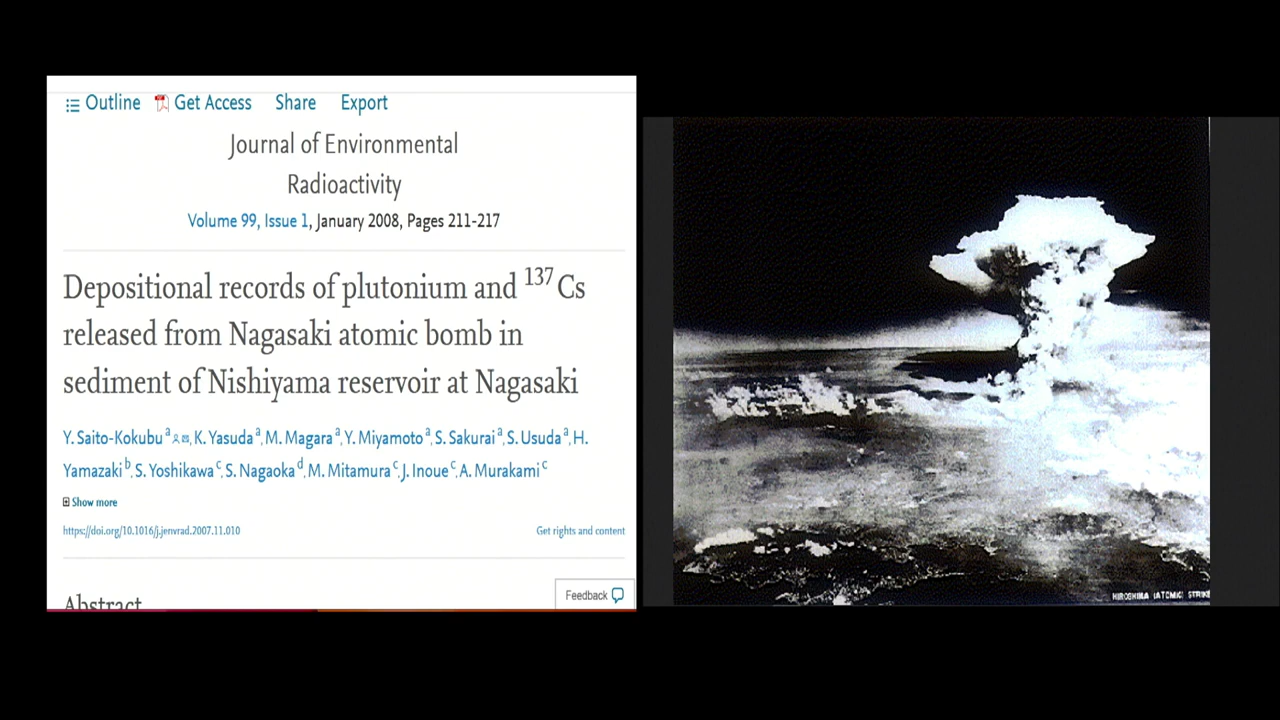 Outline Get Access Share Export
Journal of Environmental
Radioactivity
Volume 99, Issue 1, January 2008, Pages 211-217
Depositional records of plutonium and 137Cs
released from Nagasaki atomic bomb in
sediment of Nishiyama reservoir at Nagasaki
Y. Saito-Kokubu a, K. Yasuda a, M. Magara a, Y. Miyamoto a, S. Sakurai a, S. Usuda a, H.
Yamazaki b, S. Yoshikawa c, S. Nagaoka d, M. Mitamura c, J. Inoue c, A. Murakami c
Show more
https://doi.org/10.1016/j.jenvrad.2007.11.010 Get rights and content
Abstract
Feedback
HIROSHIMA (ATOMIC) STRIKE